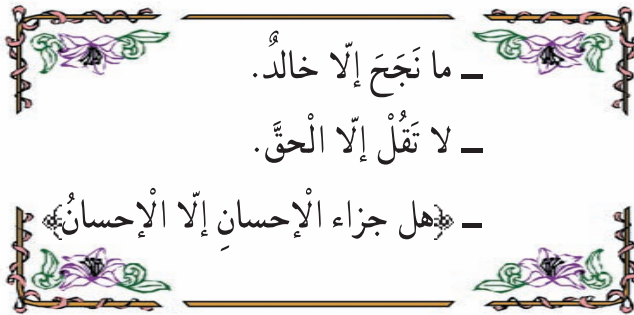 ـ ما نَجَحَ إلّا خالدٌ.
ـ لا تَقُلْ إلّا الْحقَّ.
ـ ﴿هل جزاء الْإحسانِ إلّا الْإحسانُ﴾